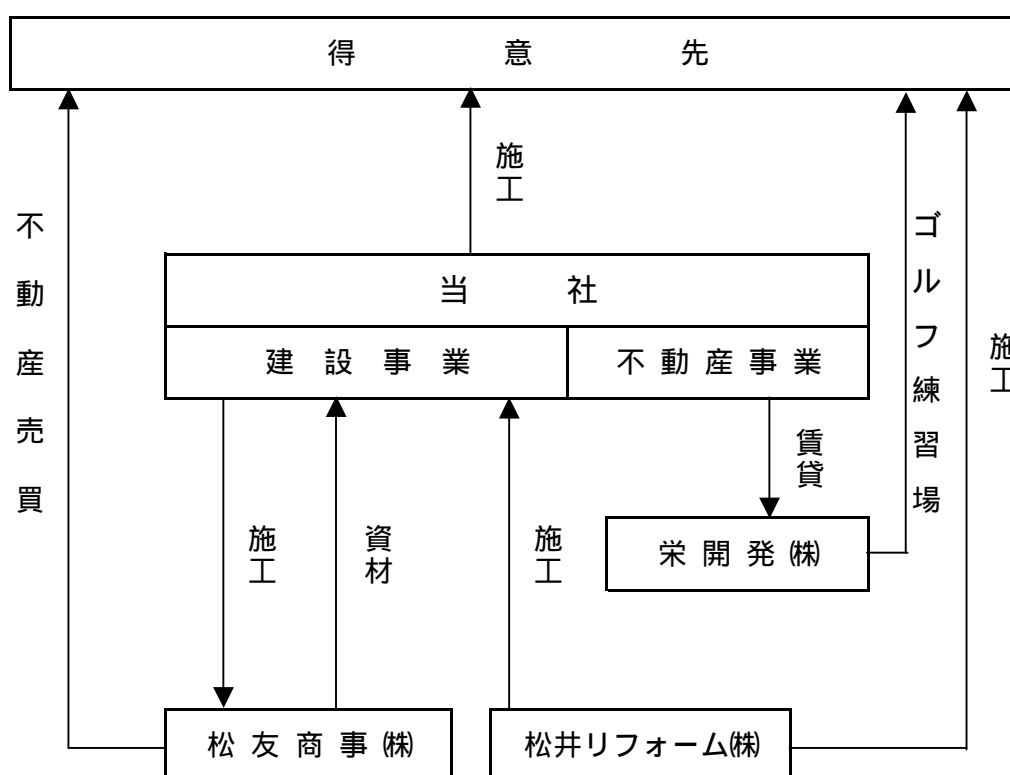 得意先
施工
不動産売買
ゴルフ練習場
施工
当社
建設事業
不動産事業
賃貸
施工
資材
施工
栄開発㈱
松友商事㈱
松井リフォーム㈱